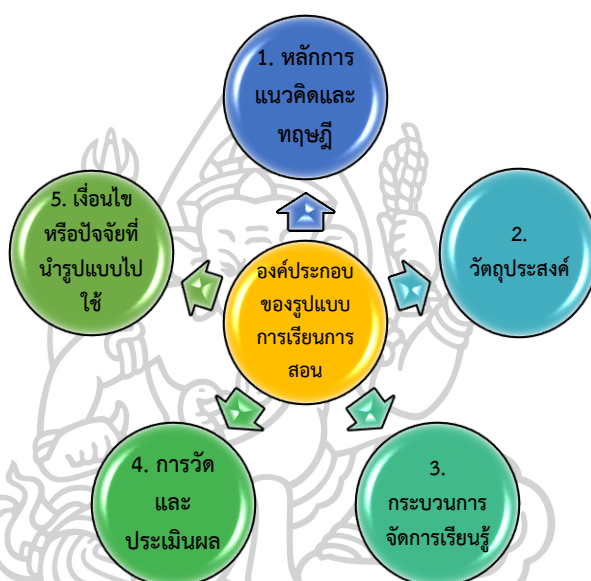 1. หลักการ
แนวคิดและ
ทฤษฎี
2.
วัตถุประสงค์
3.
กระบวนการ
จัดการเรียนรู้
4. การวัด
และ
ประเมินผล
5. เงื่อนไข
หรือปัจจัยที่
นำรูปแบบไป
ใช้
องค์ประกอบ
ของรูปแบบ
การเรียนการ
สอน